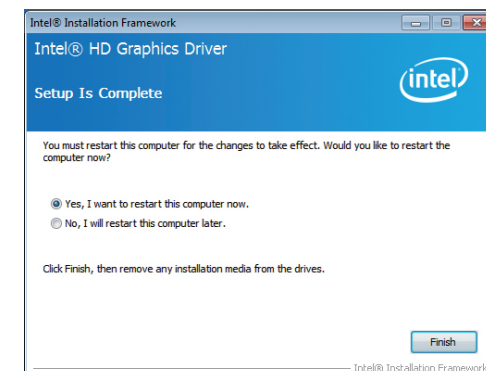 Intel® Installation Framework
Intel® HD Graphics Driver
Setup Is Complete
intel
You must restart this computer for the changes to take effect. Would you like to restart the
computer now?
Yes, I want to restart this computer now.
No, I will restart this computer later.
Click Finish, then remove any installation media from the drives.
Finish
Intel® Installation Framework